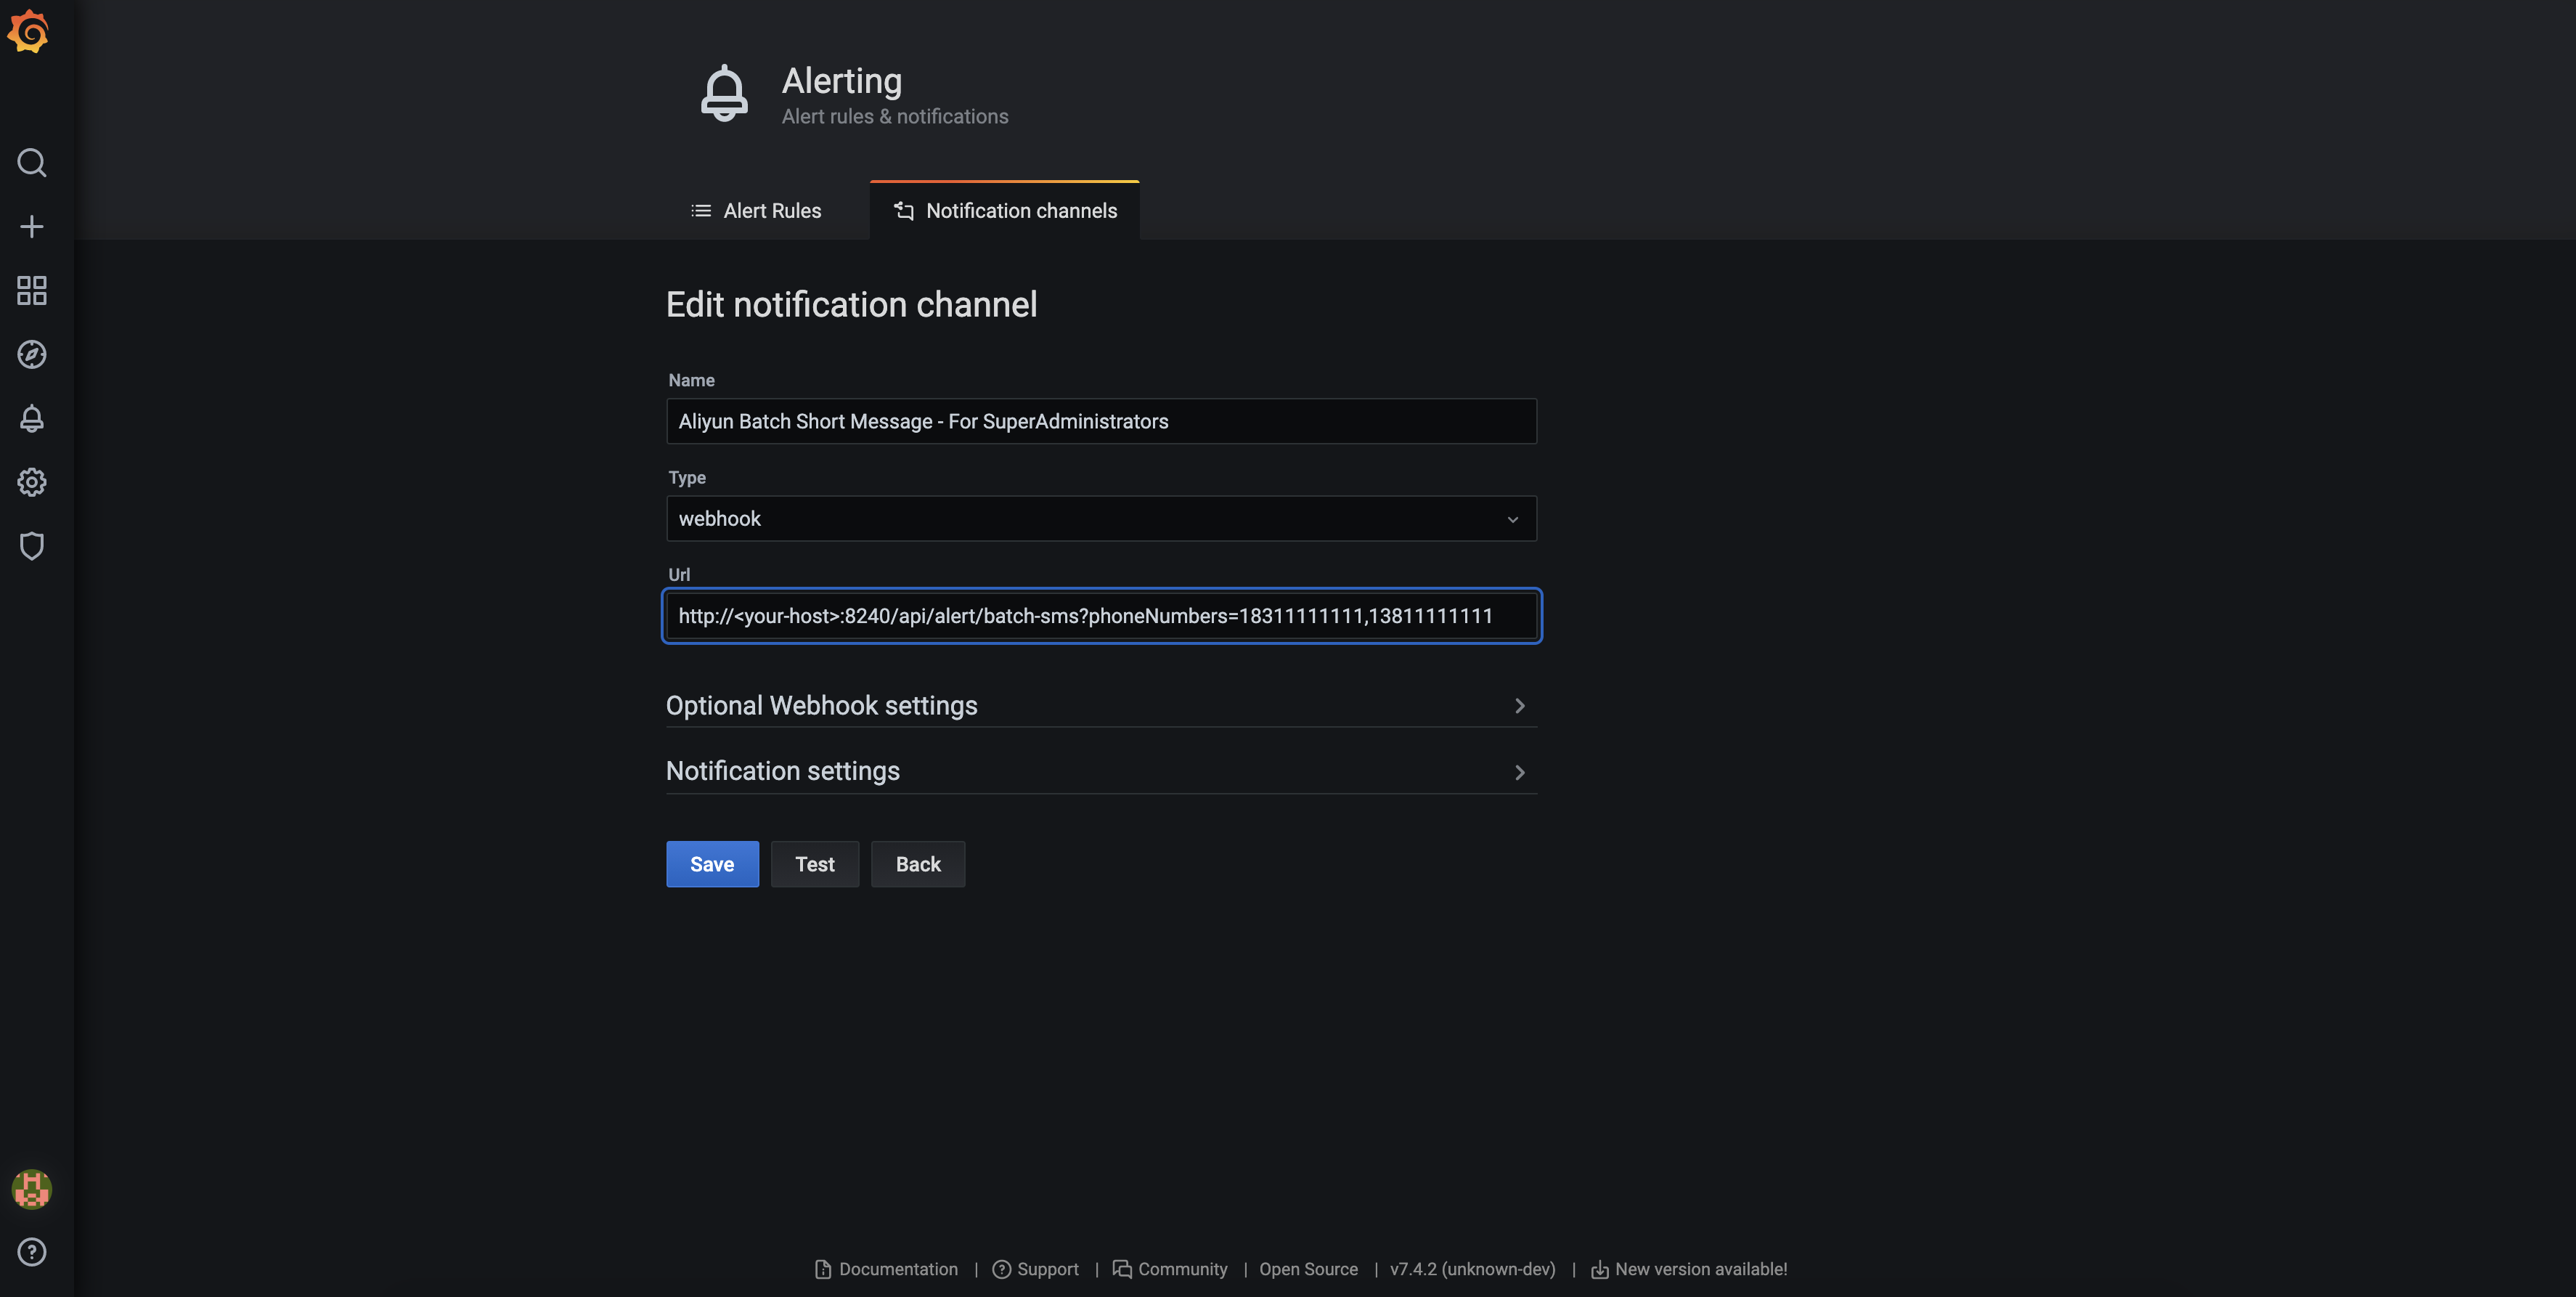 Alerting
Alert rules & notifications
Alert Rules
Notification channels
Edit notification channel
Name
Aliyun Batch Short Message - For SuperAdministrators
Type
webhook
Url
http://<your-host>:8240/api/alert/batch-sms?phoneNumbers=18311111111,13811111111
Optional Webhook settings
Notification settings
Save Test Back
Documentation | Support | Community | Open Source | v7.4.2 (unknown-dev) | New version available!